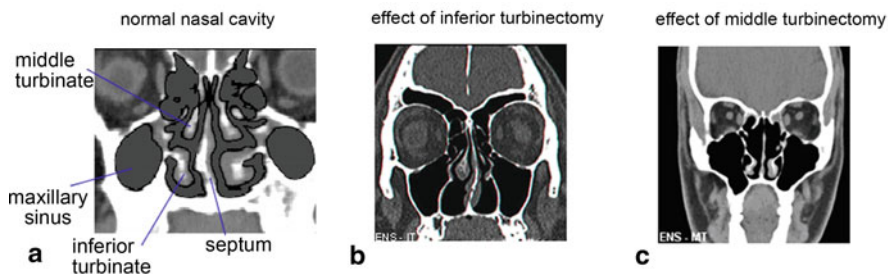 normal nasal cavity
middle
turbinate
maxillary
sinus
a
inferior
turbinate
septum
effect of inferior turbinectomy
b
ENS - IT
effect of middle turbinectomy
c
ENS - MT